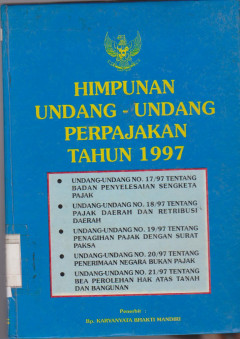 HIMPUNAN
UNDANG - UNDANG
PERPAJAKAN
TAHUN 1997
UNDANG-UNDANG NO. 17/97 TENTANG
BADAN PENYELESAIAN SENGKETA
PAJAK
UNDANG-UNDANG NO. 18/97 TENTANG
PAJAK DAERAH DAN RETRIBUSI
DAERAH
UNDANG-UNDANG NO. 19/97 TENTANG
PENAGIHAN PAJAK DENGAN SURAT
PAKSA
UNDANG-UNDANG NO. 20/97 TENTANG
PENERIMAAN NEGARA BUKAN PAJAK
UNDANG-UNDANG NO. 21/97 TENTANG
BEA PEROLEHAN HAK ATAS TANAH
DAN BANGUNAN
Penerbit :
KARYANYATA BHAKTI MANDIRI